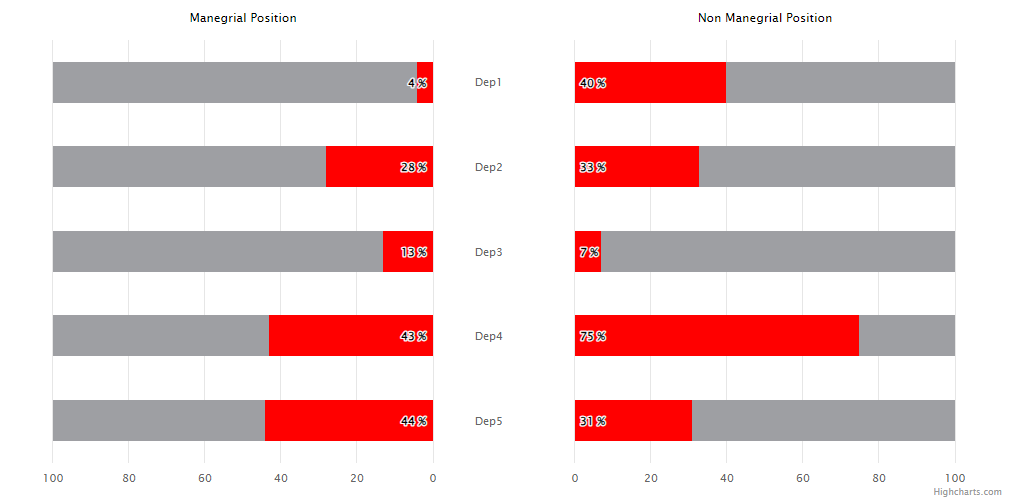 Manegrial Position
Non Manegrial Position
4 %
Dep1
40 %
28 %
Dep2
33 %
13 %
Dep3
7 %
43 %
Dep4
75 %
44 %
Dep5
31 %
100 80 60 40 20 0
0 20 40 60 80 100
Highcharts.com